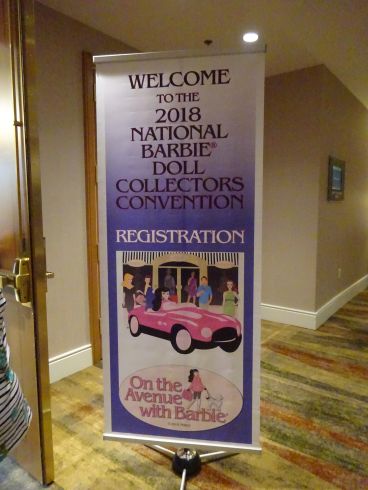 WELCOME
TO THE
2018
NATIONAL
BARBIE®
DOLL
COLLECTORS
CONVENTION
REGISTRATION
On the
Avenue
with Barbie